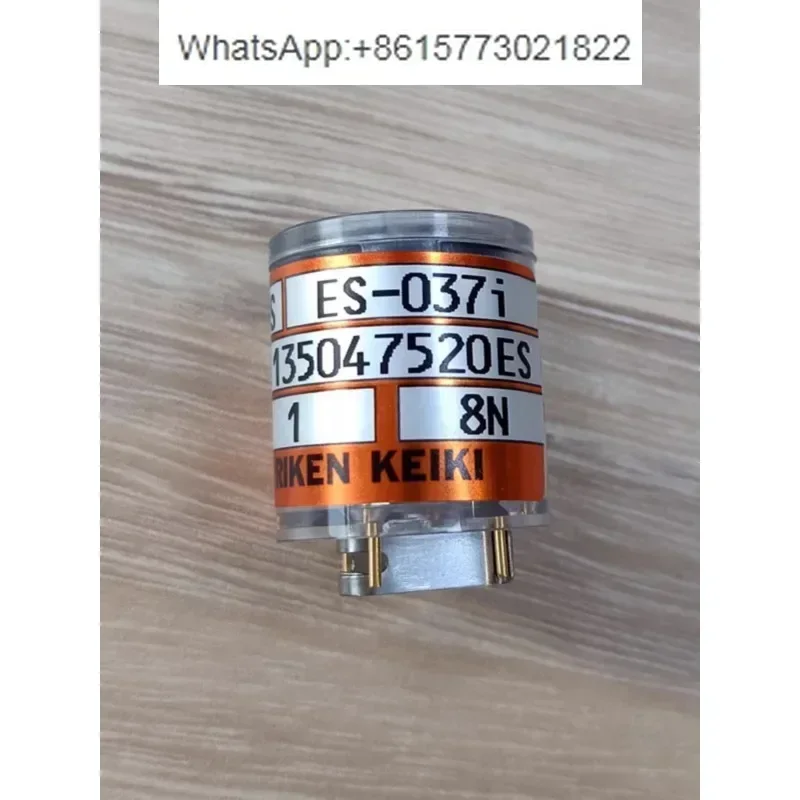 WhatsApp:+8615773021822
S ES-037i
135047520ES
1 8N
RIKEN KEIKI